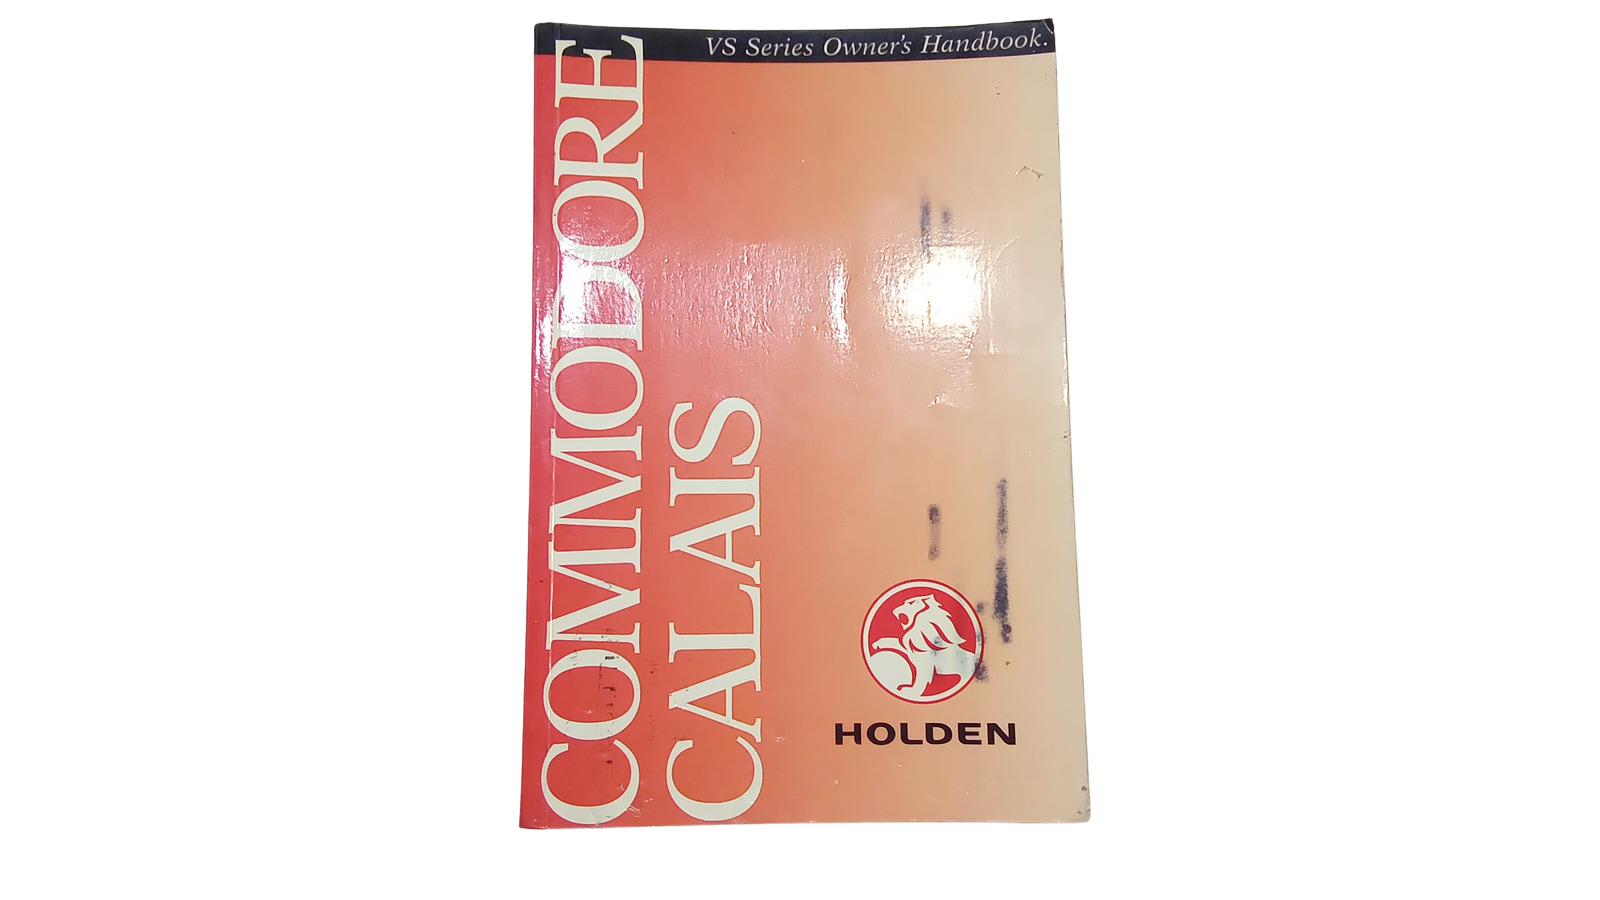 VS Series Owner's Handbook.
COMMODORE
CALAIS
HOLDEN